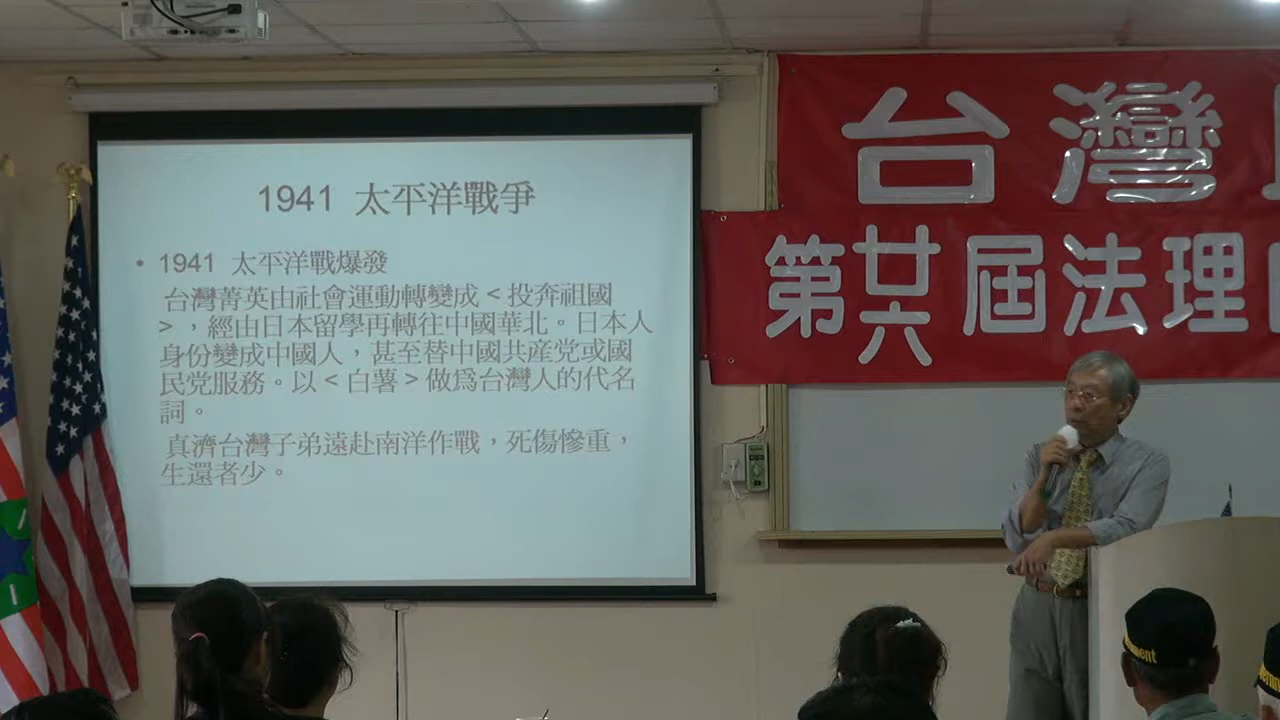 1941 太平洋戰爭
• 1941 太平洋戰爆發
台灣菁英由社會運動轉變成 < 投奔祖國
> ，經由日本留學再轉往中國華北。日本人
身份變成中國人，甚至替中國共産党或國
民党服務。以 < 白薯 > 做爲台灣人的代名
詞。
真濟台灣子弟遠赴南洋作戰，死傷慘重，
生還者少。
台灣
第廿六屆法理